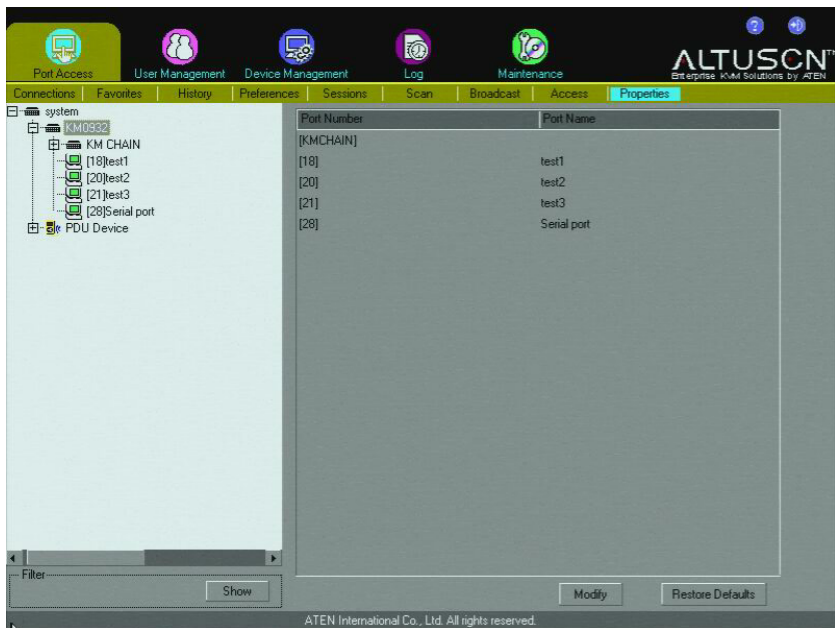 Port Access User Management Device Management Log Maintenance
ALTUSCN™
Enterprise KVM Solutions by ATEN
Connections Favorites History Preferences Sessions Scan Broadcast Access Properties
system
KM0932
KM CHAIN
[18]test1
[20]test2
[21]test3
[28]Serial port
PDU Device
Port Number Port Name
[KMCHAIN]
[18] test1
[20] test2
[21] test3
[28] Serial port
Filter
Show
Modify Restore Defaults
ATEN International Co., Ltd. All rights reserved.